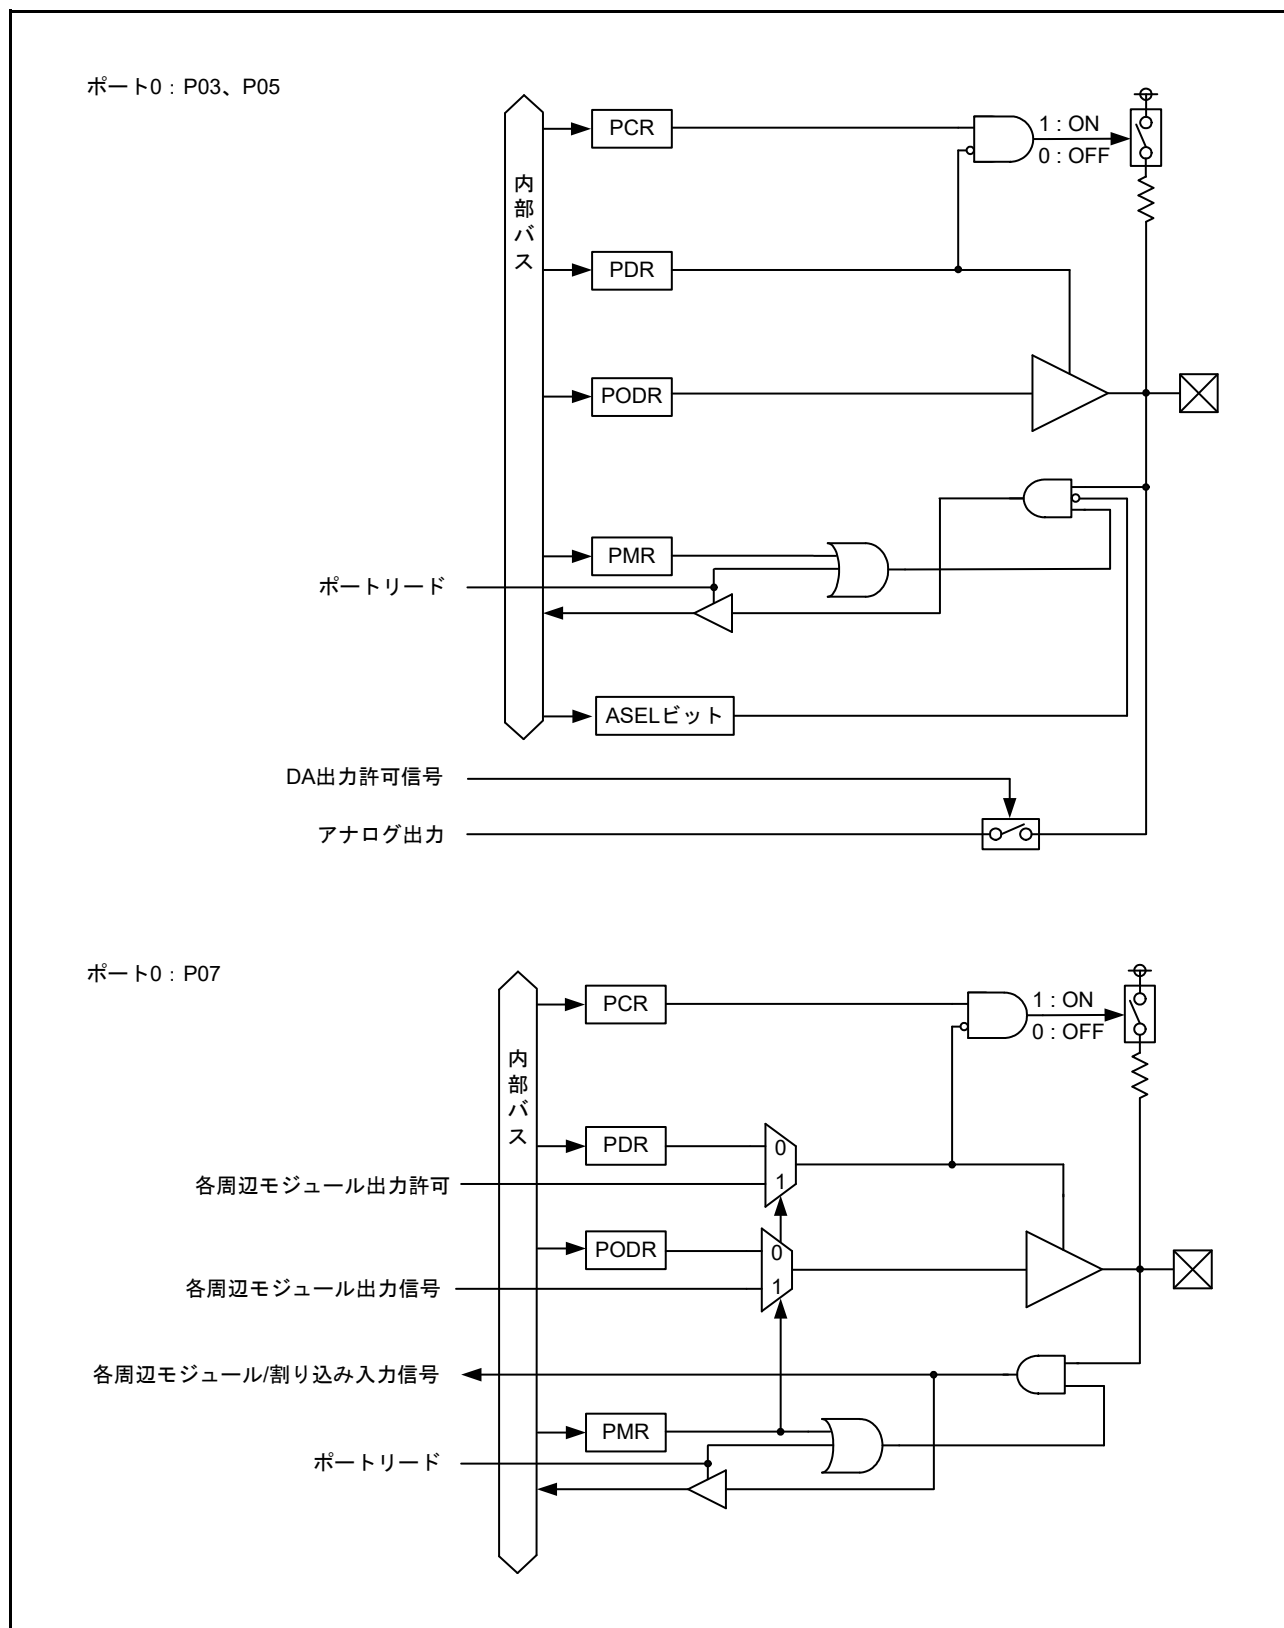 ポート0：P03、P05
PCR
1 : ON
0 : OFF
内部バス
PDR
PODR
PMR
ポートリード
ASELビット
DA出力許可信号
アナログ出力
ポート0：P07
PCR
1 : ON
0 : OFF
内部バス
PDR
0
各周辺モジュール出力許可
1
PODR
0
各周辺モジュール出力信号
1
各周辺モジュール/割り込み入力信号
PMR
ポートリード